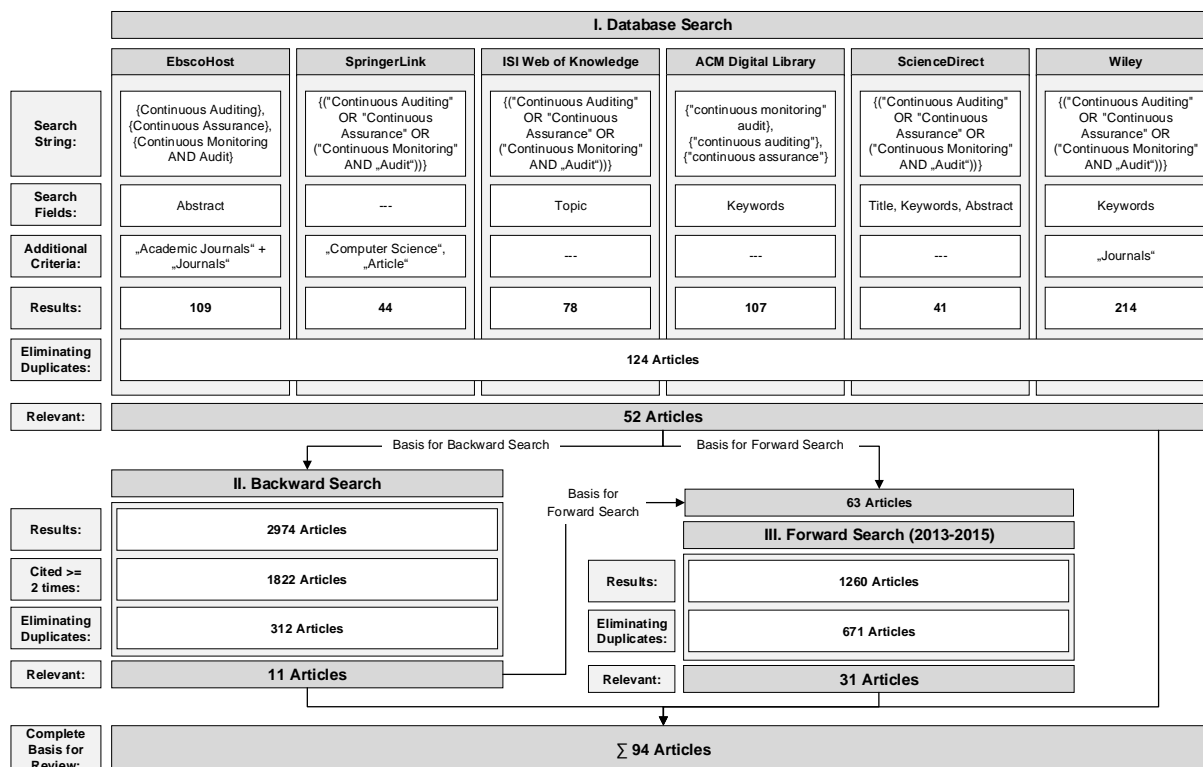 I. Database Search
EbscoHost
SpringerLink
ISI Web of Knowledge
ACM Digital Library
ScienceDirect
Wiley
Search
String:
{Continuous Auditing},
{Continuous Assurance},
{Continuous Monitoring
AND Audit}
{("Continuous Auditing"
OR "Continuous
Assurance" OR
("Continuous Monitoring"
AND „Audit“))}
{("Continuous Auditing"
OR "Continuous
Assurance" OR
("Continuous Monitoring"
AND „Audit“))}
{"continuous monitoring"
audit},
{"continuous auditing"},
{"continuous assurance"}
{("Continuous Auditing"
OR "Continuous
Assurance" OR
("Continuous Monitoring"
AND „Audit“))}
{("Continuous Auditing"
OR "Continuous
Assurance" OR
("Continuous Monitoring"
AND „Audit“))}
Search
Fields:
Abstract
---
Topic
Keywords
Title, Keywords, Abstract
Keywords
Additional
Criteria:
„Academic Journals“ +
„Journals“
„Computer Science“,
„Article“
---
---
---
„Journals“
Results:
109
44
78
107
41
214
Eliminating
Duplicates:
124 Articles
Relevant:
52 Articles
Basis for Backward Search
Basis for Forward Search
II. Backward Search
Results:
2974 Articles
Cited >=
2 times:
1822 Articles
Eliminating
Duplicates:
312 Articles
Relevant:
11 Articles
Basis for
Forward Search
63 Articles
III. Forward Search (2013-2015)
Results:
1260 Articles
Eliminating
Duplicates:
671 Articles
Relevant:
31 Articles
Complete
Basis for
Review:
∑ 94 Articles